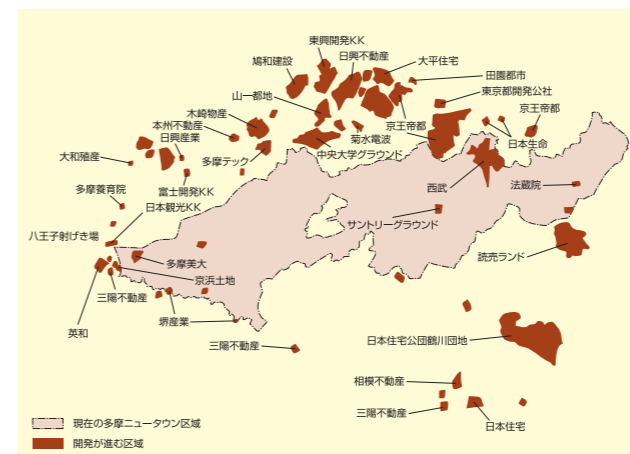 東興開発KK
鳩和建設
日興不動産
大平住宅
田園都市
山一都地
東京都開発公社
木崎物産
京王帝都
本州不動産
京王帝都
菊水電波
日興産業
日本生命
大和殖産
多摩テック
中央大学グラウンド
富士開発KK
西武
法蔵院
多摩養育院
日本観光KK
サントリーグラウンド
八王子射げき場
読売ランド
多摩美大
京浜土地
三陽不動産
英和
堺産業
三陽不動産
日本住宅公団鶴川団地
相模不動産
三陽不動産
日本住宅
現在の多摩ニュータウン区域
開発が進む区域